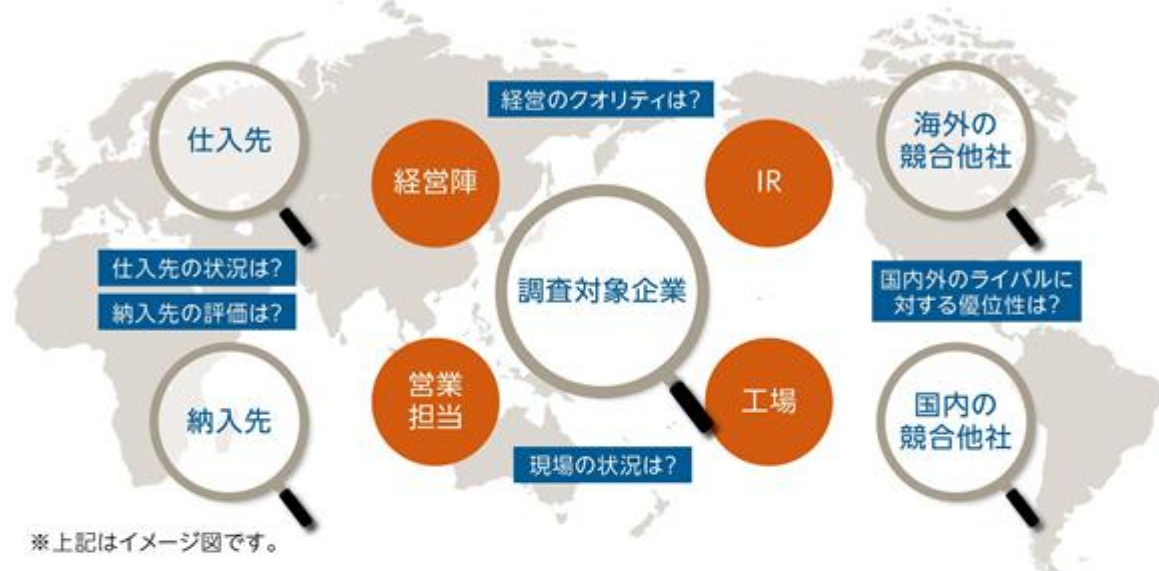 経営のクオリティは？
仕入先
経営陣
IR
海外の
競合他社
仕入先の状況は？
納入先の評価は？
調査対象企業
国内外のライバルに
対する優位性は？
納入先
営業
担当
工場
国内の
競合他社
現場の状況は？
※上記はイメージ図です。